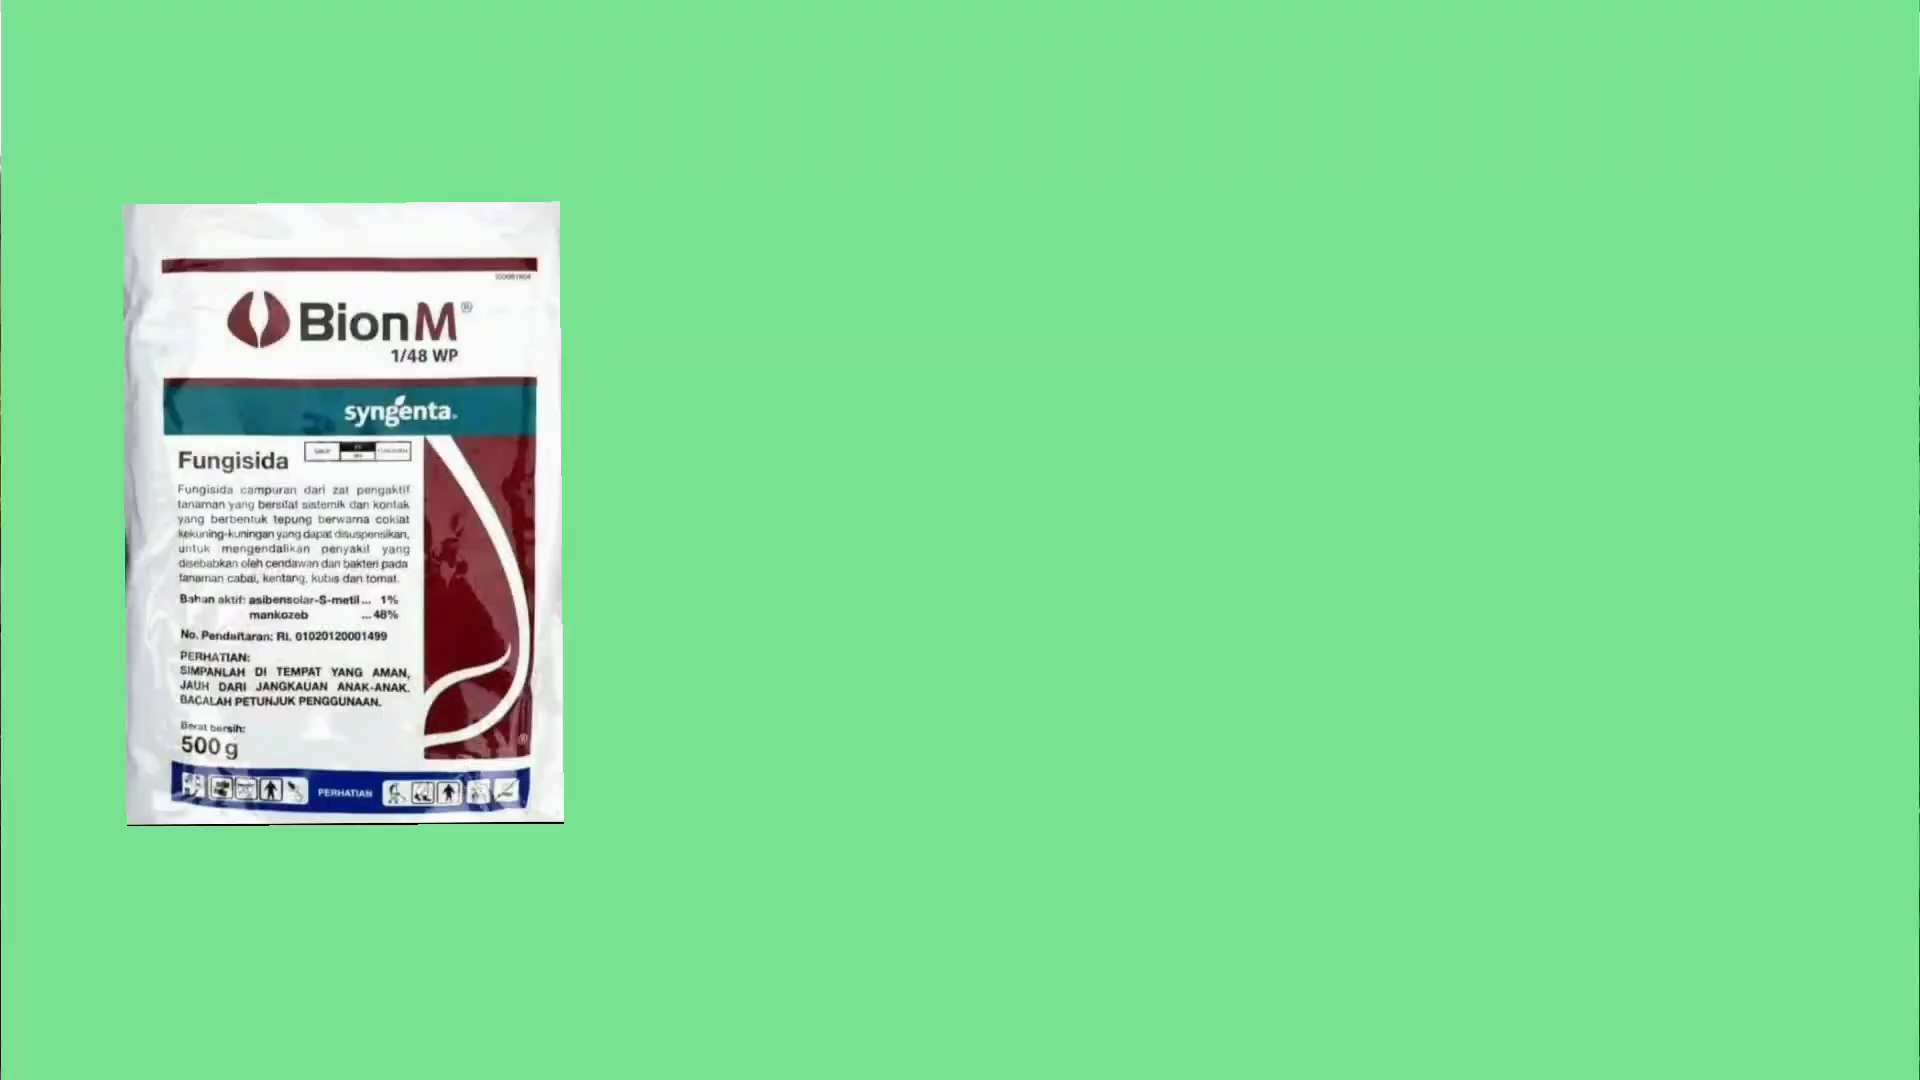 BionM®
1/48 WP
syngenta
Fungisida
Fungisida campuran dari zat pengaktif
tanaman yang bersifat sistemik dan kontak
yang berbentuk tepung berwarna coklat
kekuning-kuningan yang dapat disuspensikan,
untuk mengendalikan penyakit yang
disebabkan oleh cendawan dan bakteri pada
tanaman cabai, kentang, kubis dan tomat.
Bahan aktif: asibensolar-S-metil ... 1%
mankozeb ... 48%
No. Pendaftaran: RI. 01020120001499
PERHATIAN:
SIMPANLAH DI TEMPAT YANG AMAN,
JAUH DARI JANGKAUAN ANAK-ANAK.
BACALAH PETUNJUK PENGGUNAAN.
Berat bersih:
500 g
PERHATIAN